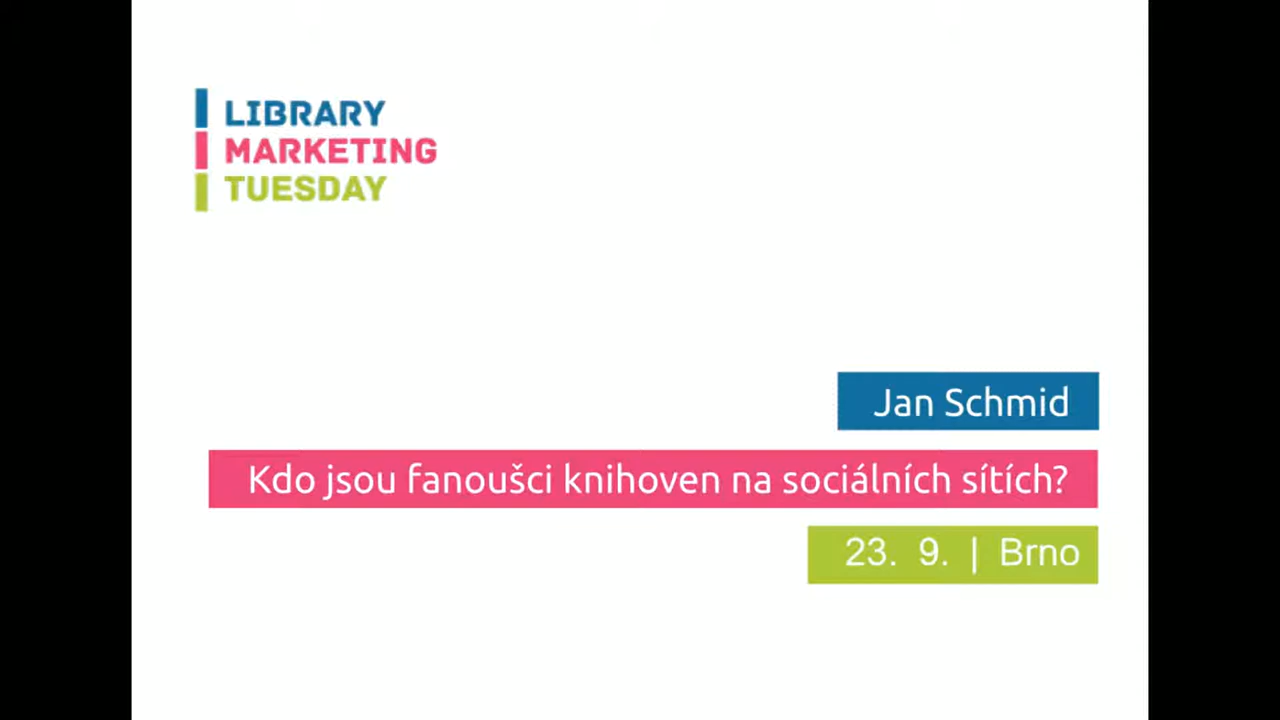 LIBRARY
MARKETING
TUESDAY
Jan Schmid
Kdo jsou fanoušci knihoven na sociálních sítích?
23. 9. | Brno